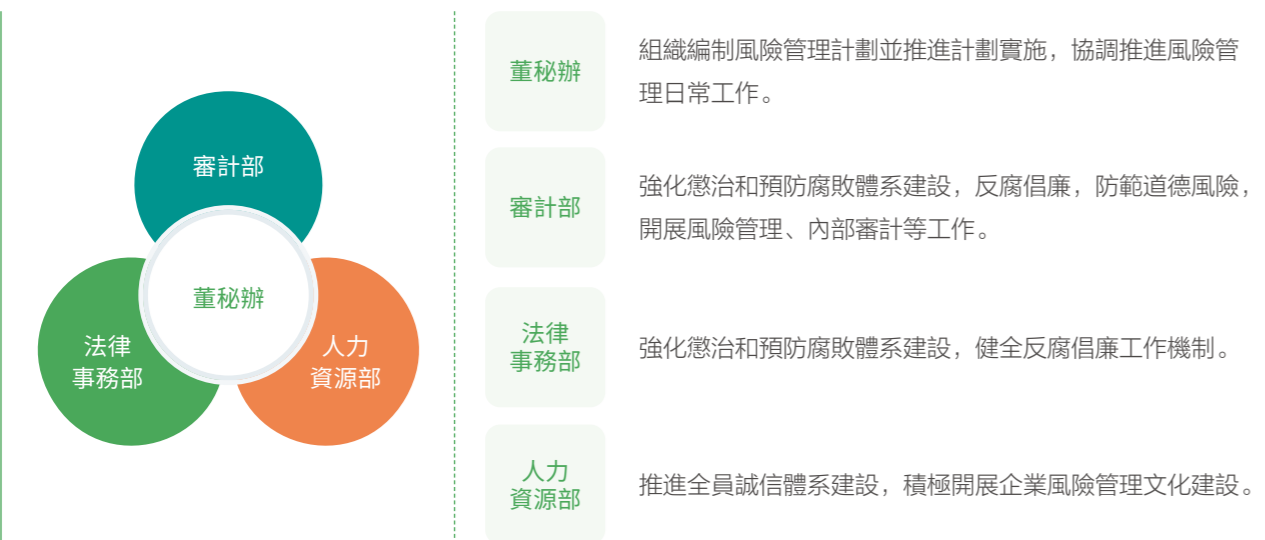 審計部
董秘辦
法律
事務部
人力
資源部
董秘辦
組織編制風險管理計劃並推進計劃實施，協調推進風險管
理日常工作。
審計部
強化懲治和預防腐敗體系建設，反腐倡廉，防範道德風險，
開展風險管理、內部審計等工作。
法律
事務部
強化懲治和預防腐敗體系建設，健全反腐倡廉工作機制。
人力
資源部
推進全員誠信體系建設，積極開展企業風險管理文化建設。